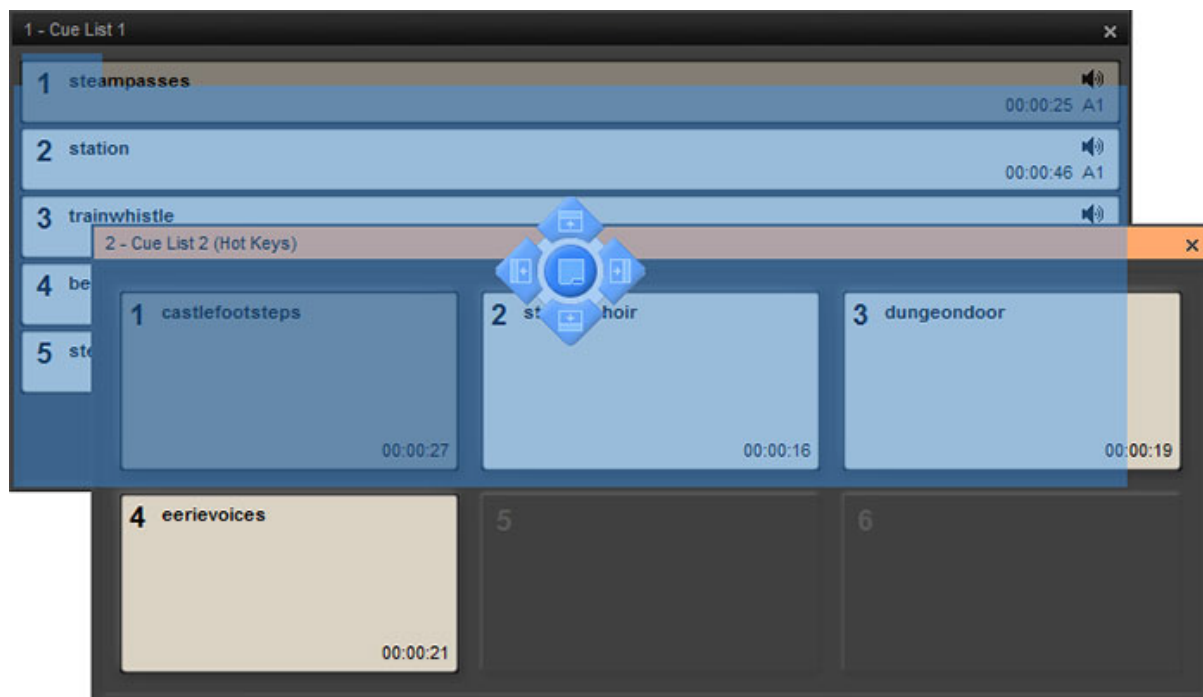 1 - Cue List 1
1 steampasses
00:00:25 A1
2 station
00:00:46 A1
3 trainwhistle
2 - Cue List 2 (Hot Keys)
4
5
1 castlefootsteps
2
3 dungeondoor
00:00:27
00:00:16
00:00:19
4 eerievoices
5
6
00:00:21